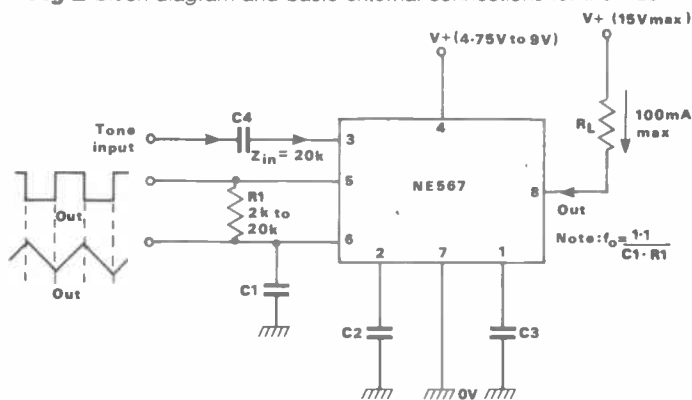 V+ (15V max)
V+ (4·75V to 9V)
C4
Tone
input
Zin = 20k
3
4
RL
100mA
max
5
NE567
8
Out
R1
2k to
20k
Out
6
Note: fo = 1·1
C1·R1
2
7
1
Out
C1
C2
C3
0V